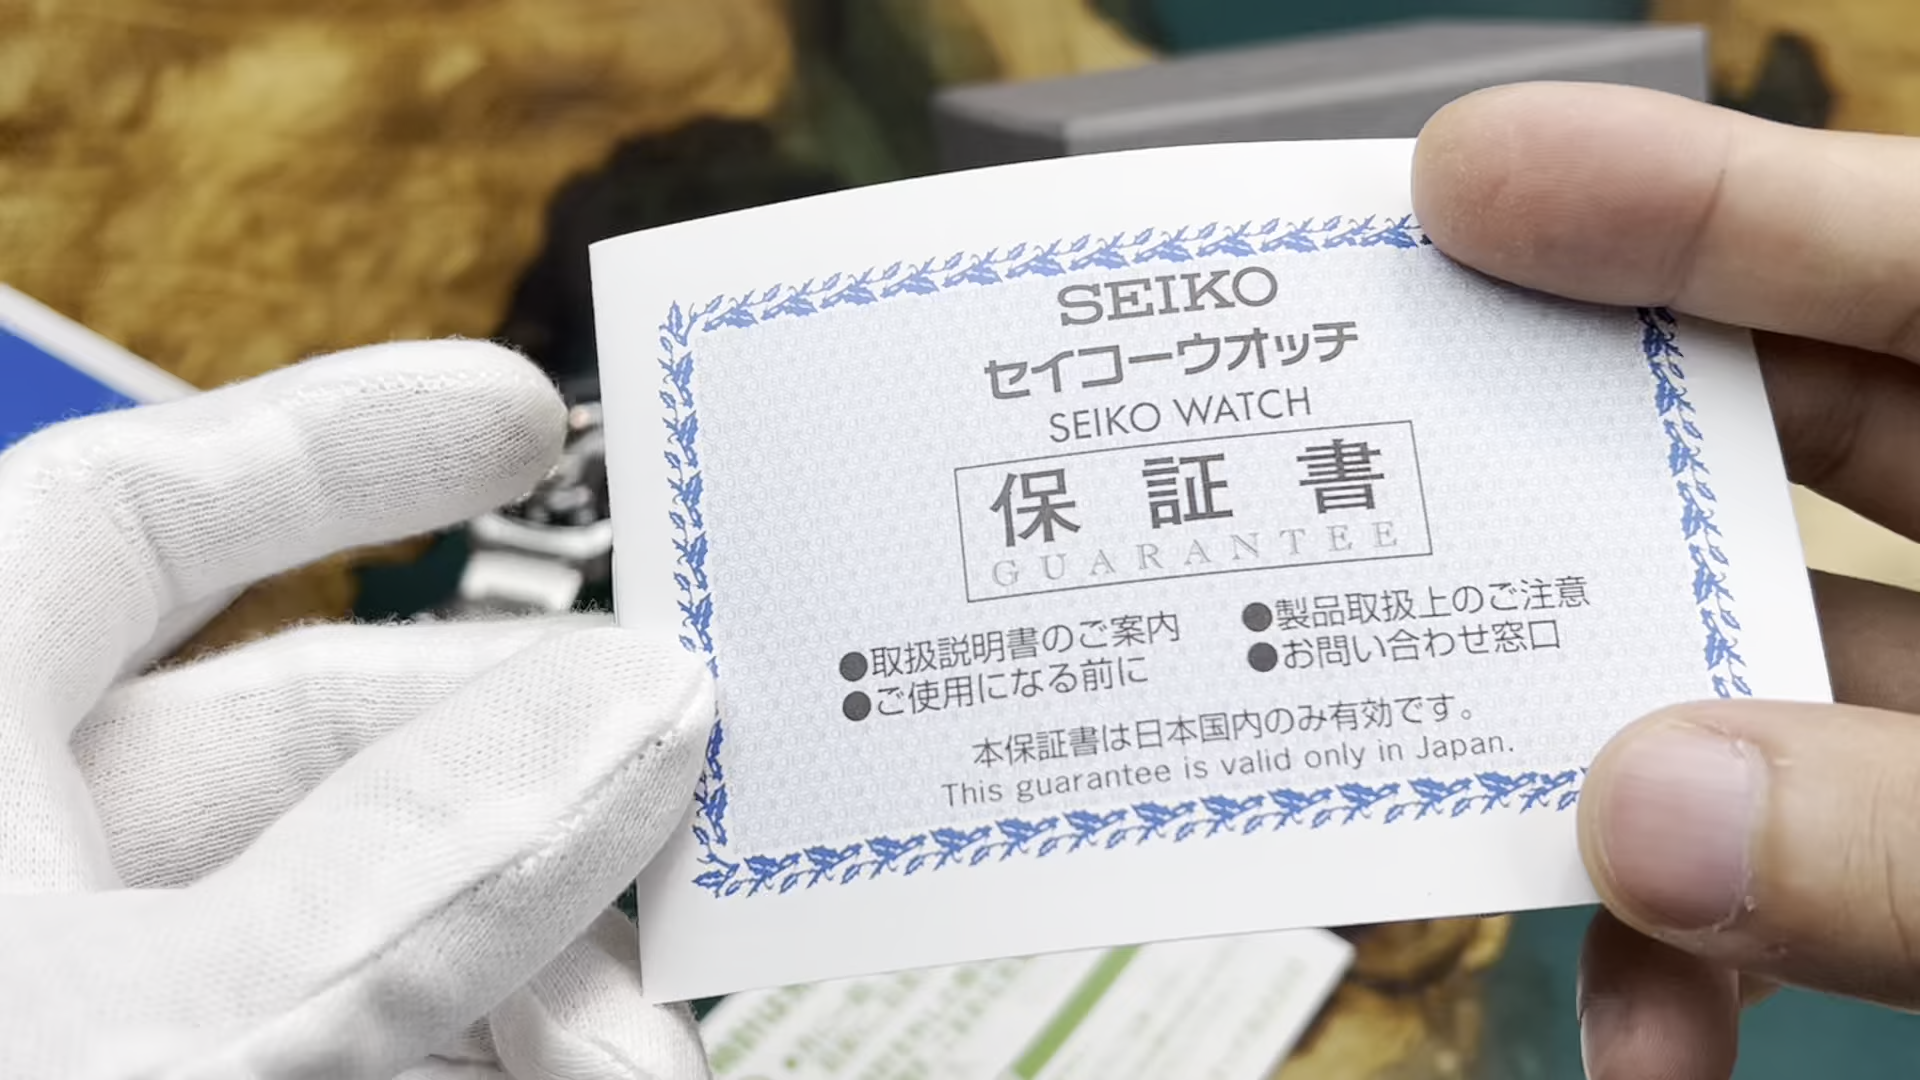 SEIKO
セイコーウオッチ
SEIKO WATCH
保証書
GUARANTEE
●取扱説明書のご案内
●ご使用になる前に
●製品取扱上のご注意
●お問い合わせ窓口
本保証書は日本国内のみ有効です。
This guarantee is valid only in Japan.